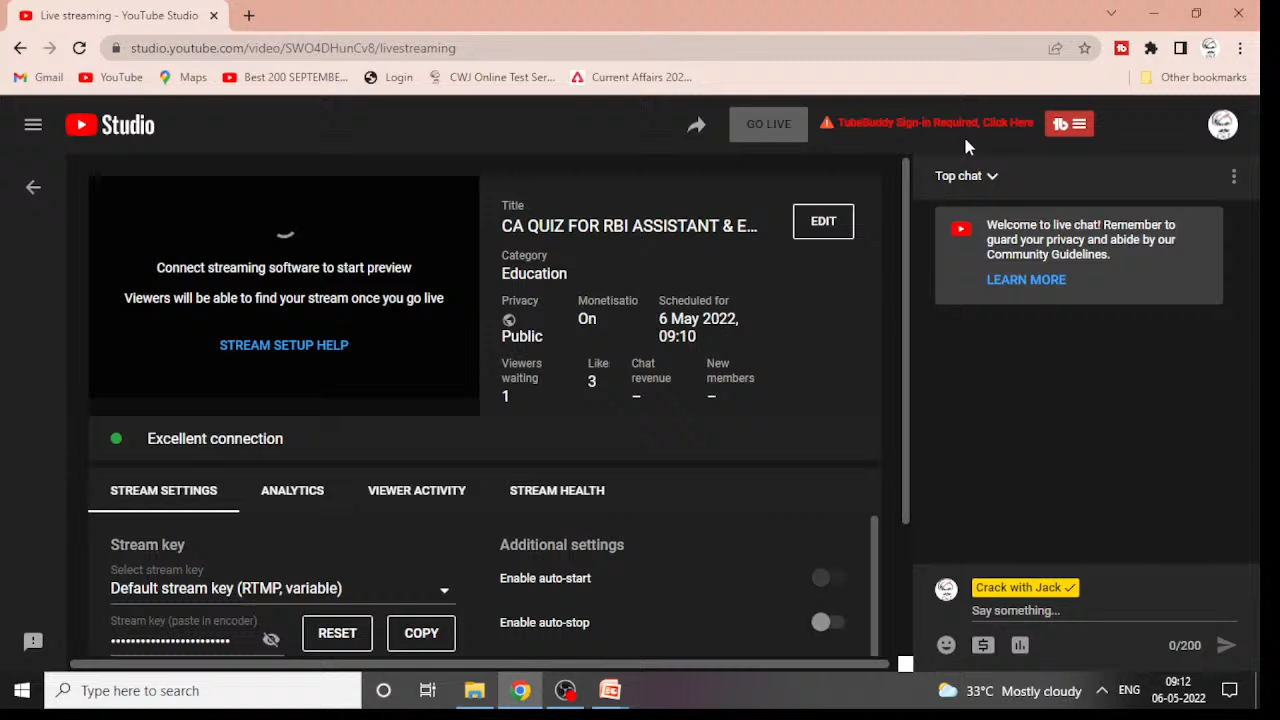 Live streaming - YouTube Studio
studio.youtube.com/video/SWO4DHunCv8/livestreaming
Gmail YouTube Maps Best 200 SEPTEMBE... Login CWJ Online Test Ser... Current Affairs 202... Other bookmarks
Studio
GO LIVE
TubeBuddy Sign-in Required, Click Here
tb
Connect streaming software to start preview
Viewers will be able to find your stream once you go live
STREAM SETUP HELP
Title
CA QUIZ FOR RBI ASSISTANT & E...
EDIT
Category
Education
Privacy Monetisatio Scheduled for
Public On 6 May 2022,
09:10
Viewers waiting Like Chat revenue New members
1 3 – –
Excellent connection
STREAM SETTINGS ANALYTICS VIEWER ACTIVITY STREAM HEALTH
Stream key
Select stream key
Default stream key (RTMP, variable)
Stream key (paste in encoder)
••••••••••••••••••••••••
RESET COPY
Additional settings
Enable auto-start
Enable auto-stop
Top chat
Welcome to live chat! Remember to
guard your privacy and abide by our
Community Guidelines.
LEARN MORE
Crack with Jack
Say something...
0/200
Type here to search
33°C Mostly cloudy ENG
09:12
06-05-2022